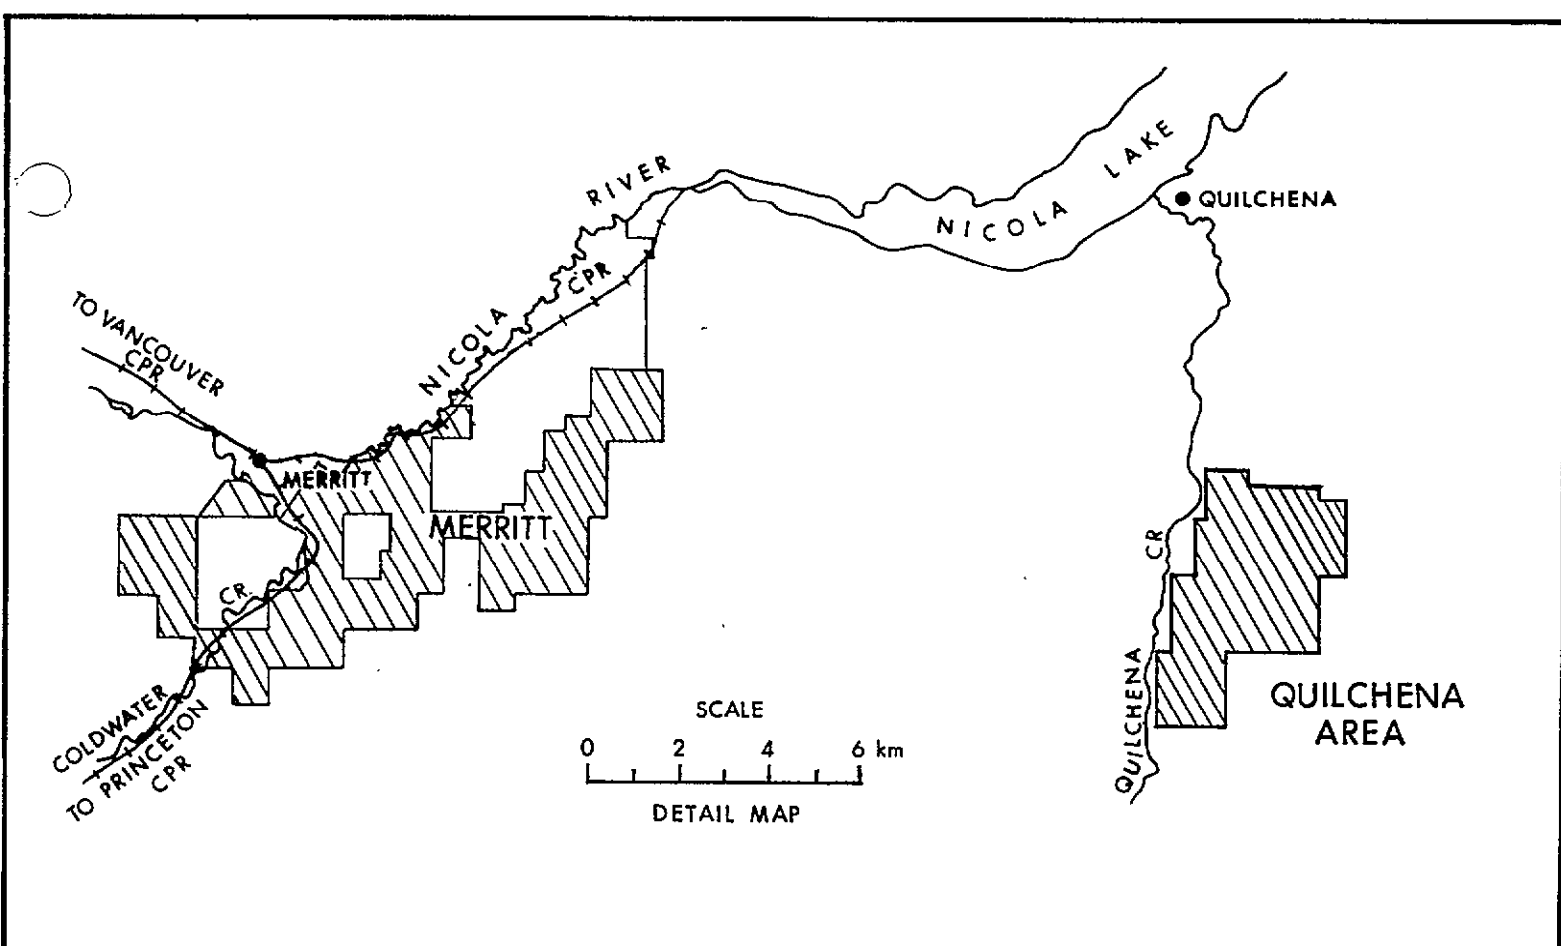 RIVER
NICOLA LAKE
QUILCHENA
CPR
NICOLA
TO VANCOUVER
CPR
MERRITT
MERRITT
CR
CR.
COLDWATER
TO PRINCETON
CPR
QUILCHENA
QUILCHENA
AREA
SCALE
0 2 4 6 km
DETAIL MAP